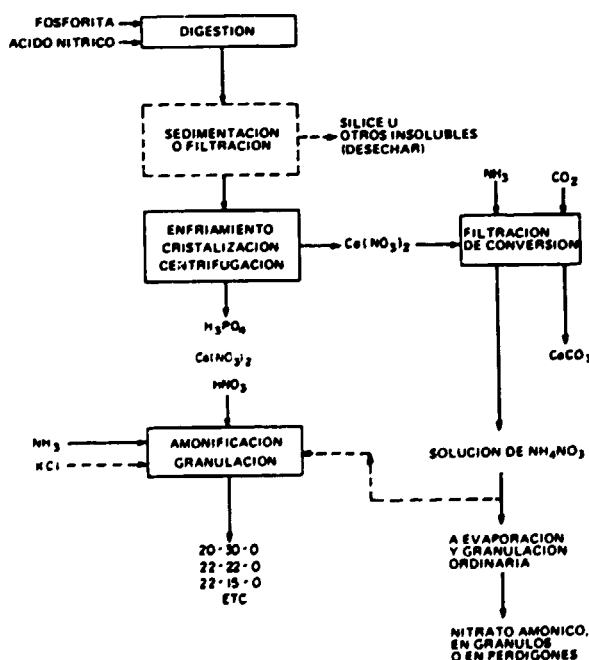 FOSFORITA
ACIDO NITRICO
DIGESTION
SEDIMENTACION
O FILTRACION
SILICE U
OTROS INSOLUBLES
(DESECHAR)
NH3
CO2
ENFRIAMIENTO
CRISTALIZACION
CENTRIFUGACION
Ca(NO3)2
FILTRACION
DE CONVERSION
H3PO4
Ca(NO3)2
HNO3
CaCO3
NH3
KCl
AMONIFICACION
GRANULACION
SOLUCION DE NH4NO3
20-30-0
22-22-0
22-15-0
ETC
A EVAPORACION
Y GRANULACION
ORDINARIA
NITRATO AMONICO,
EN GRANULOS
O EN PERDIGONES